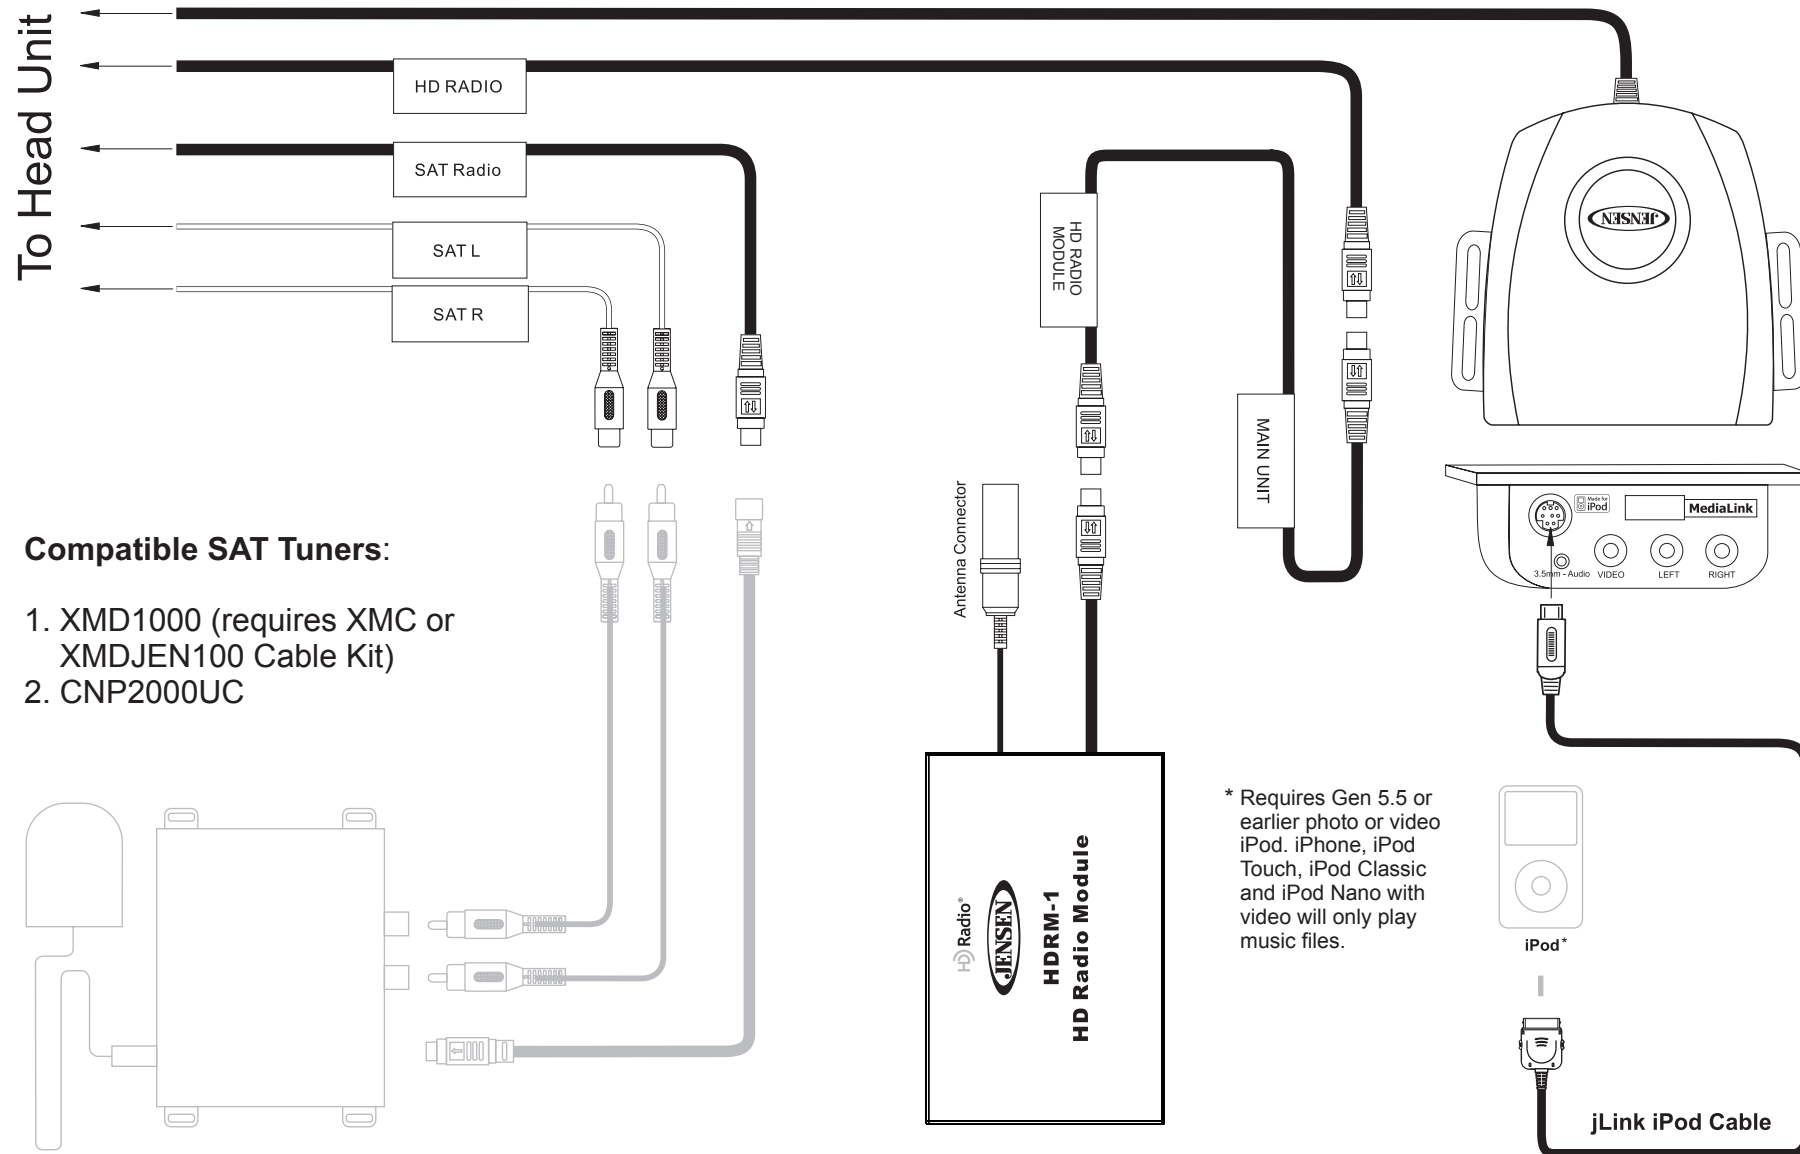 To Head Unit
HD RADIO
SAT Radio
SAT L
SAT R
HD RADIO
MODULE
MAIN UNIT
JENSEN
Made for
iPod
MediaLink
3.5mm - Audio
VIDEO
LEFT
RIGHT
Antenna Connector
Compatible SAT Tuners:
1. XMD1000 (requires XMC or
XMDJEN100 Cable Kit)
2. CNP2000UC
HD Radio®
JENSEN
HDRM-1
HD Radio Module
* Requires Gen 5.5 or
earlier photo or video
iPod. iPhone, iPod
Touch, iPod Classic
and iPod Nano with
video will only play
music files.
iPod*
jLink iPod Cable